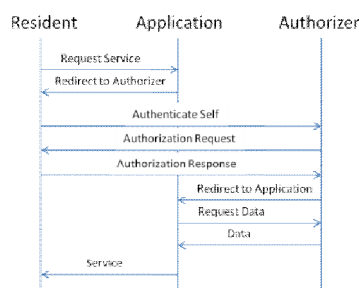 Resident Application Authorizer
Request Service
Redirect to Authorizer
Authenticate Self
Authorization Request
Authorization Response
Redirect to Application
Request Data
Data
Service